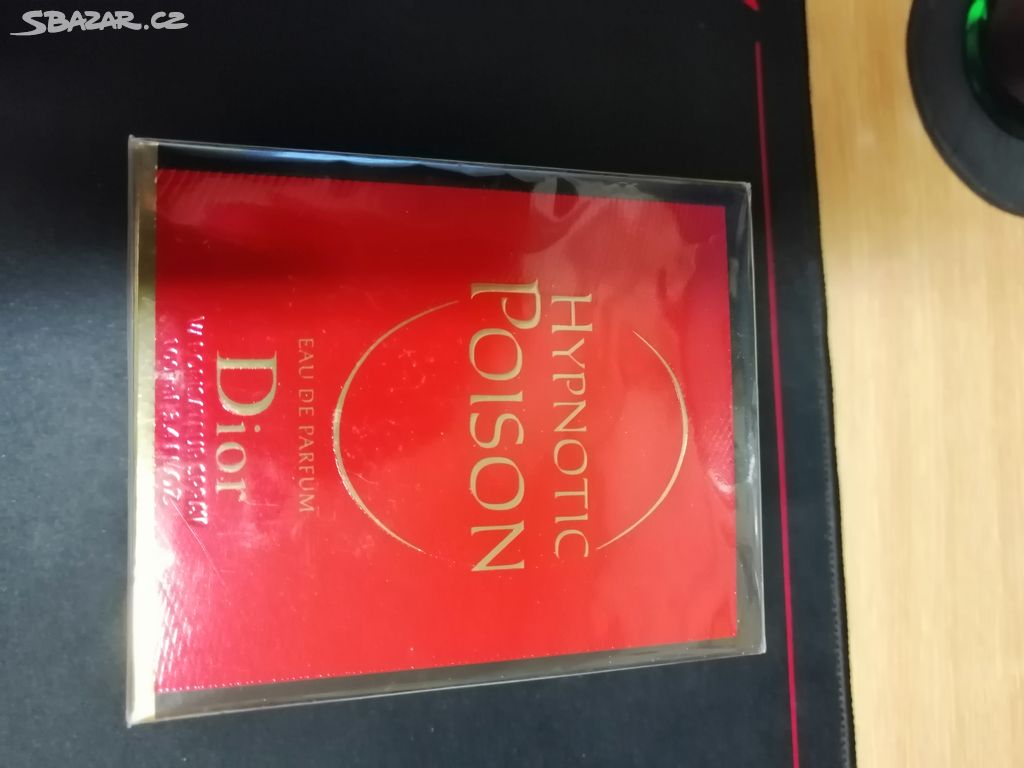 SBAZAR.CZ
HYPNOTIC
POISON
EAU DE PARFUM
Dior